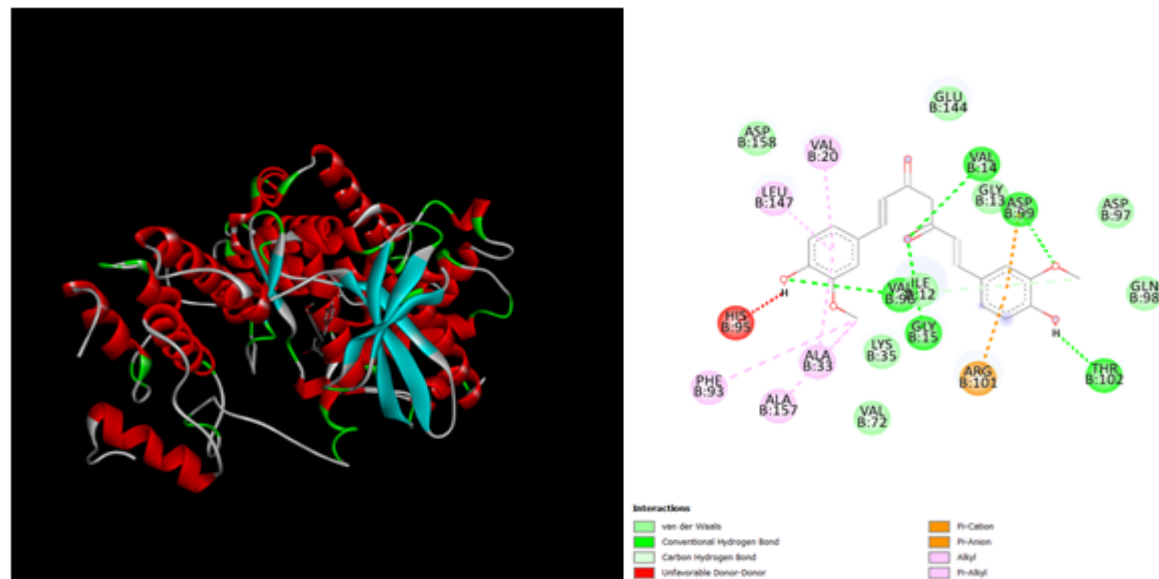 GLU
B:144
ASP
B:158
VAL
B:20
VAL
B:14
LEU
B:147
GLY
B:13
ASP
B:99
ASP
B:97
O
O
O
ILE
B:12
VAL
B:96
GLN
B:98
O
H
O
O
H
HIS
B:95
GLY
B:15
LYS
B:35
ALA
B:33
PHE
B:93
ARG
B:101
THR
B:102
ALA
B:157
VAL
B:72
Interactions
van der Waals
Conventional Hydrogen Bond
Carbon Hydrogen Bond
Unfavorable Donor-Donor
Pi-Cation
Pi-Anion
Alkyl
Pi-Alkyl